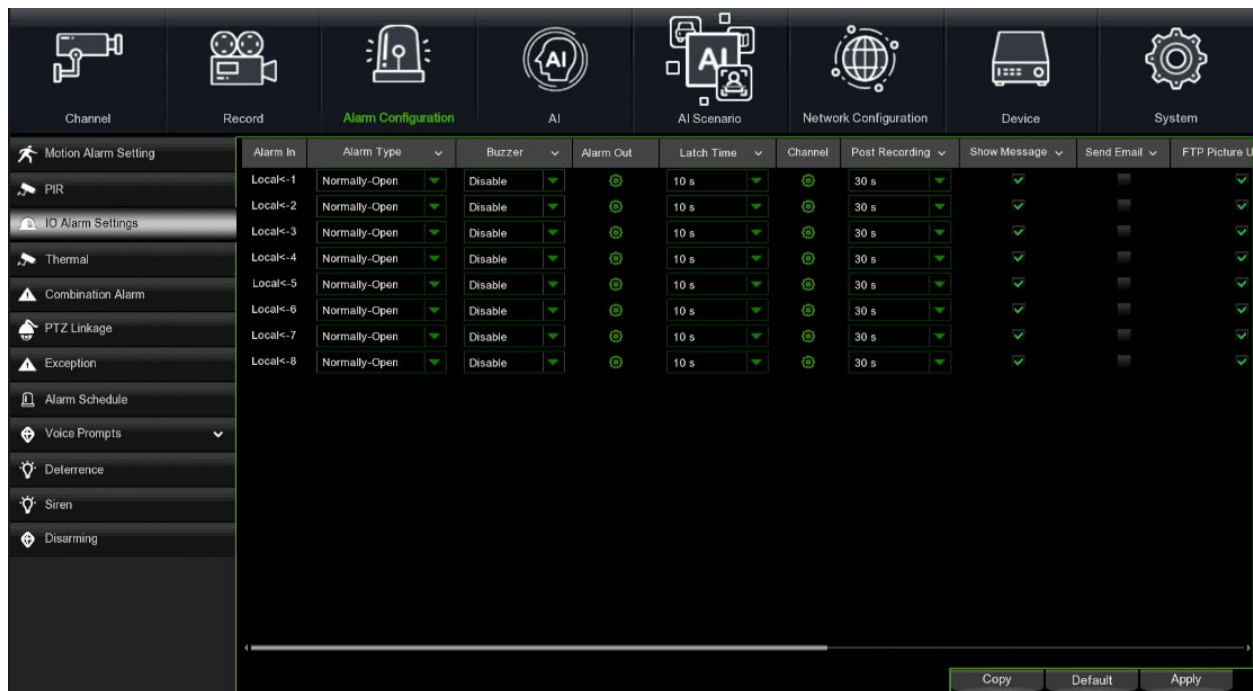 AI
AI
Channel Record Alarm Configuration AI AI Scenario Network Configuration Device System
Motion Alarm Setting
PIR
IO Alarm Settings
Thermal
Combination Alarm
PTZ Linkage
Exception
Alarm Schedule
Voice Prompts
Deterrence
Siren
Disarming
Alarm In Alarm Type Buzzer Alarm Out Latch Time Channel Post Recording Show Message Send Email FTP Picture U
Local<-1 Normally-Open Disable 10 s 30 s
Local<-2 Normally-Open Disable 10 s 30 s
Local<-3 Normally-Open Disable 10 s 30 s
Local<-4 Normally-Open Disable 10 s 30 s
Local<-5 Normally-Open Disable 10 s 30 s
Local<-6 Normally-Open Disable 10 s 30 s
Local<-7 Normally-Open Disable 10 s 30 s
Local<-8 Normally-Open Disable 10 s 30 s
Copy Default Apply